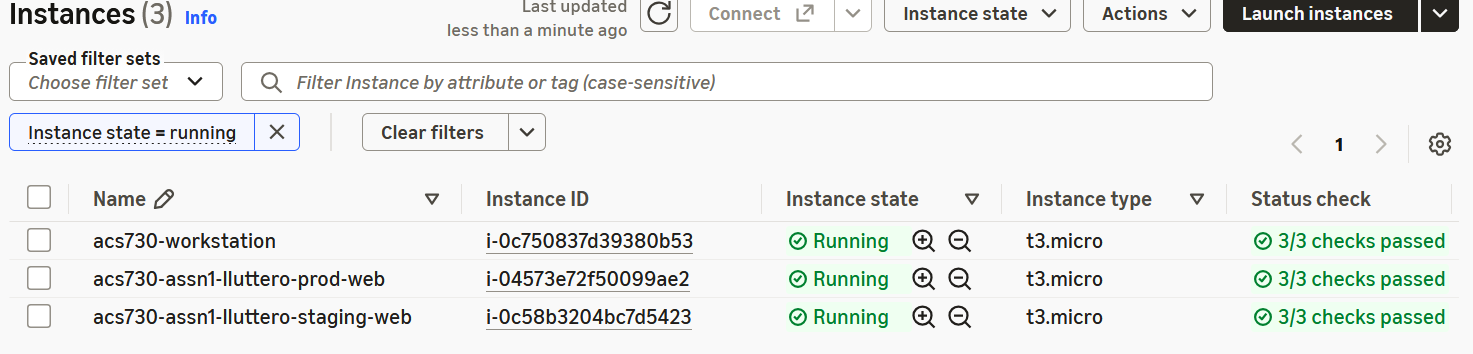 Instances (3) Info
Last updated
less than a minute ago
Connect
Instance state
Actions
Launch instances
Saved filter sets
Choose filter set
Filter Instance by attribute or tag (case-sensitive)
Instance state = running
Clear filters
1
Name Instance ID Instance state Instance type Status check
acs730-workstation i-0c750837d39380b53 Running t3.micro 3/3 checks passed
acs730-assn1-lluttero-prod-web i-04573e72f50099ae2 Running t3.micro 3/3 checks passed
acs730-assn1-lluttero-staging-web i-0c58b3204bc7d5423 Running t3.micro 3/3 checks passed